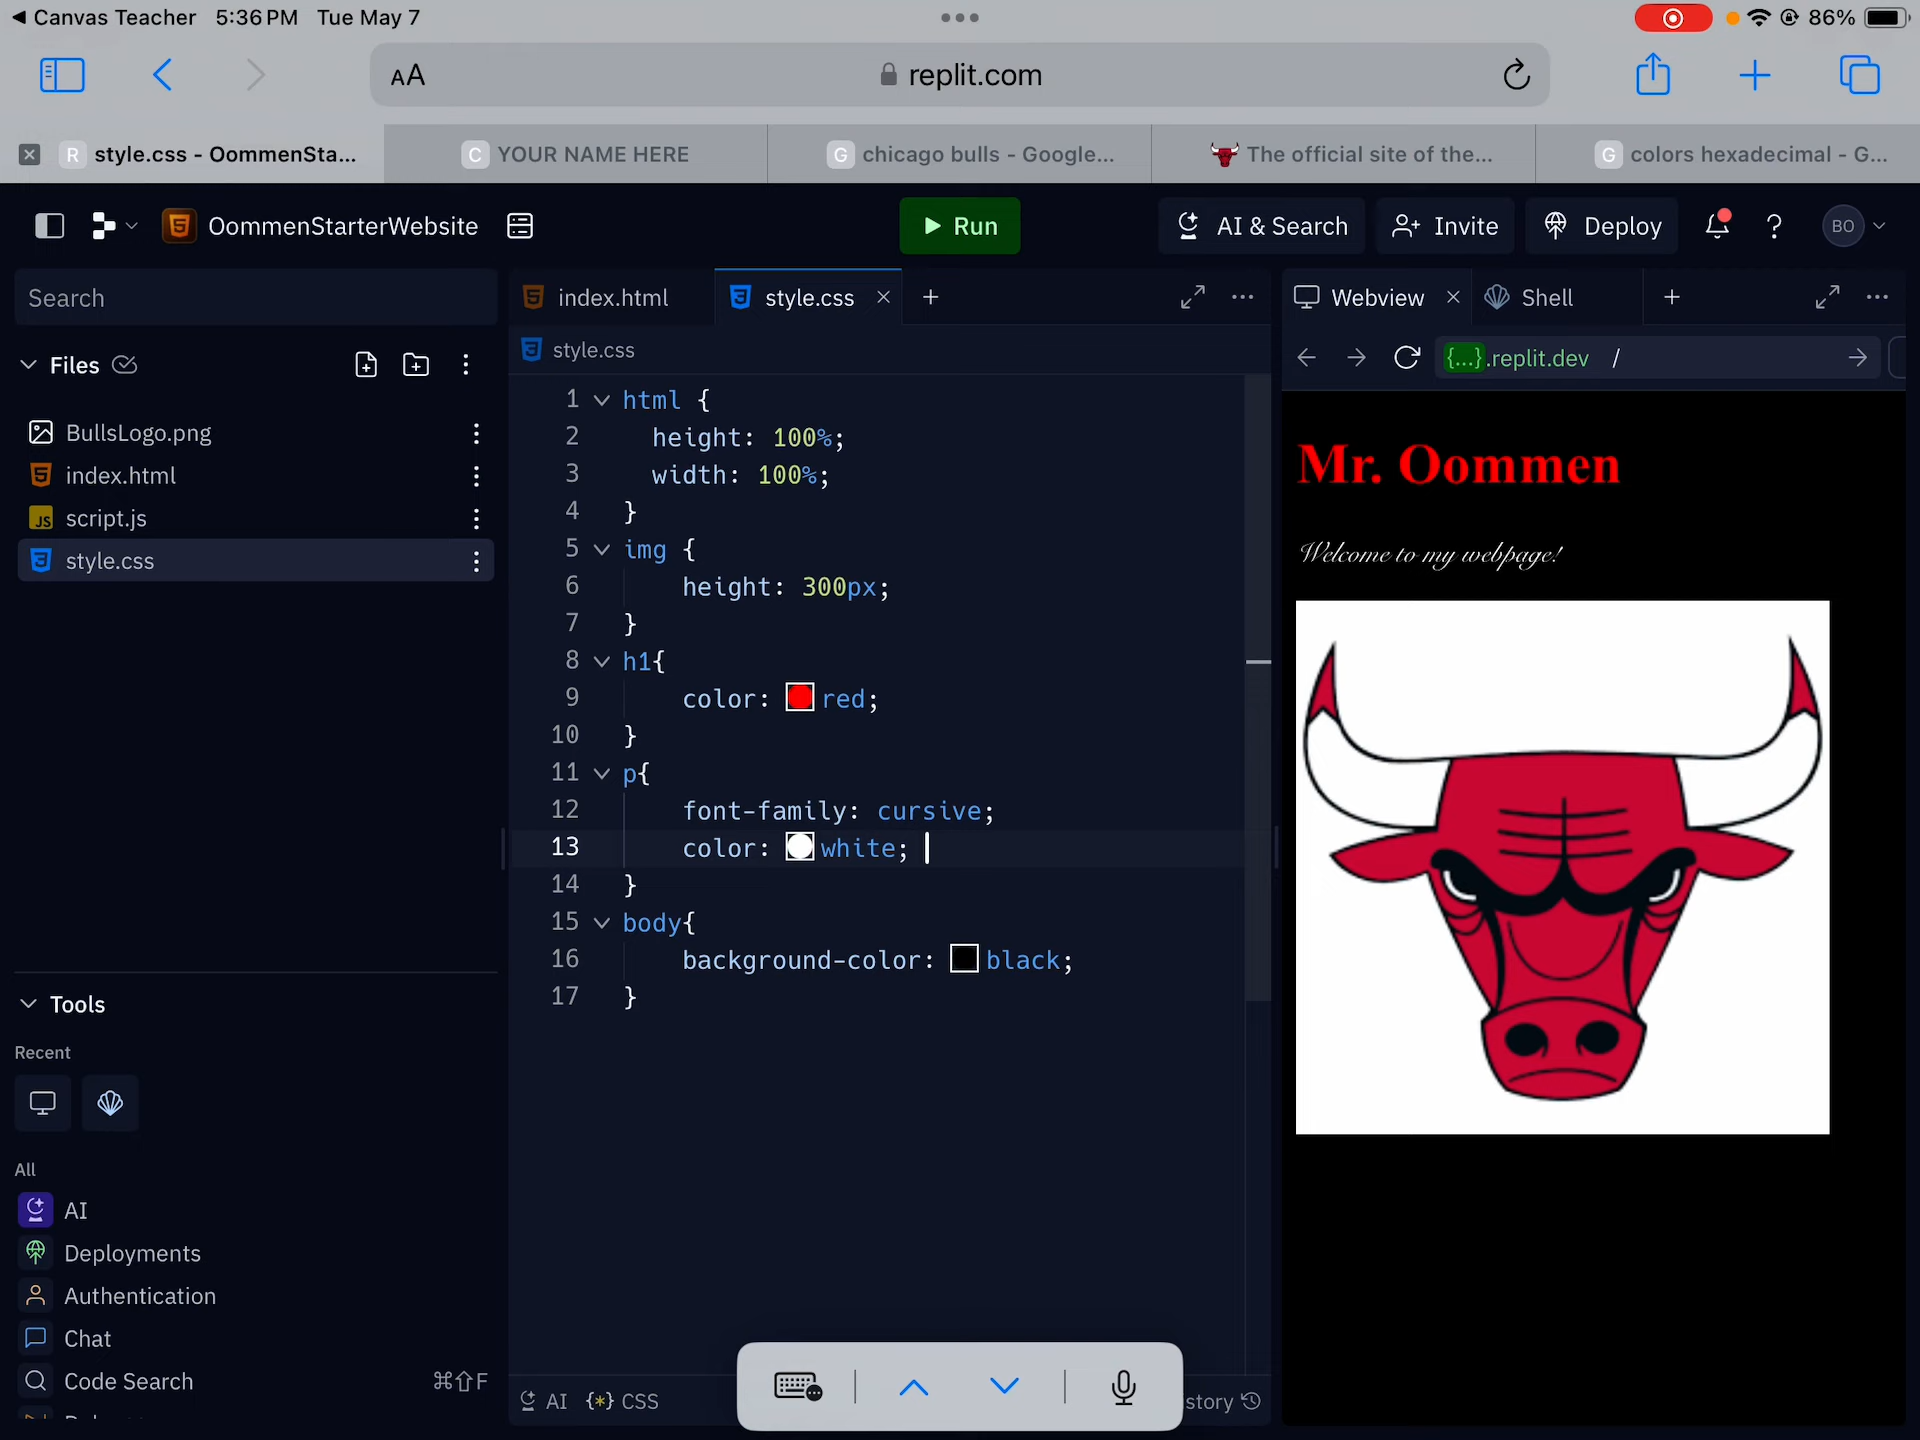 ◀ Canvas Teacher 5:36 PM Tue May 7
86%
AA
replit.com
style.css - OommenSta...
YOUR NAME HERE
chicago bulls - Google...
The official site of the...
colors hexadecimal - G...
OommenStarterWebsite
Run
AI & Search
Invite
Deploy
?
BO
Search
Files
BullsLogo.png
index.html
script.js
style.css
Tools
Recent
All
AI
Deployments
Authentication
Chat
Code Search ⌘⇧F
index.html
style.css
style.css
1 html {
2 height: 100%;
3 width: 100%;
4 }
5 img {
6 height: 300px;
7 }
8 h1{
9 color: red;
10 }
11 p{
12 font-family: cursive;
13 color: white;
14 }
15 body{
16 background-color: black;
17 }
AI {*} CSS
story
Webview
Shell
{...}.replit.dev /
Mr. Oommen
Welcome to my webpage!